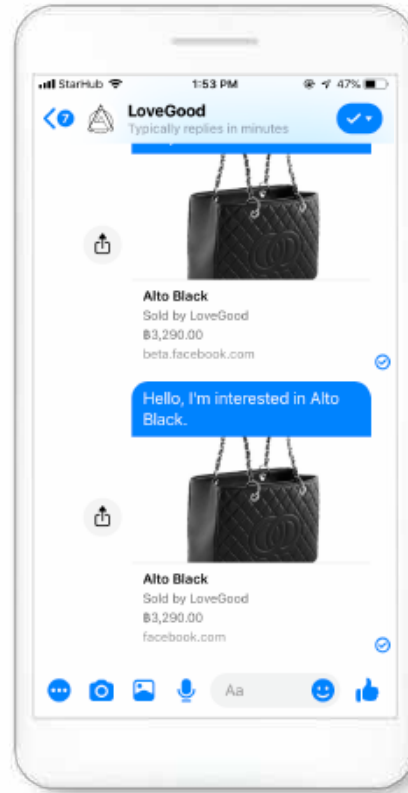 StarHub 1:53 PM 47%
7 LoveGood
Typically replies in minutes
Alto Black
Sold by LoveGood
฿3,290.00
beta.facebook.com
Hello, I'm interested in Alto
Black.
Alto Black
Sold by LoveGood
฿3,290.00
facebook.com
Aa